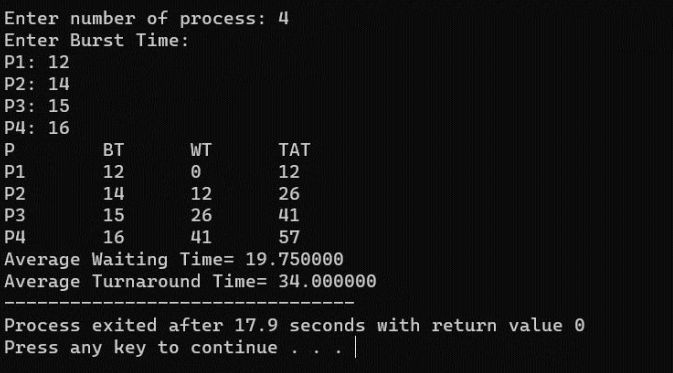 Enter number of process: 4
Enter Burst Time:
P1: 12
P2: 14
P3: 15
P4: 16
P        BT      WT      TAT
P1       12      0       12
P2       14      12      26
P3       15      26      41
P4       16      41      57
Average Waiting Time= 19.750000
Average Turnaround Time= 34.000000
--------------------------------
Process exited after 17.9 seconds with return value 0
Press any key to continue . . .